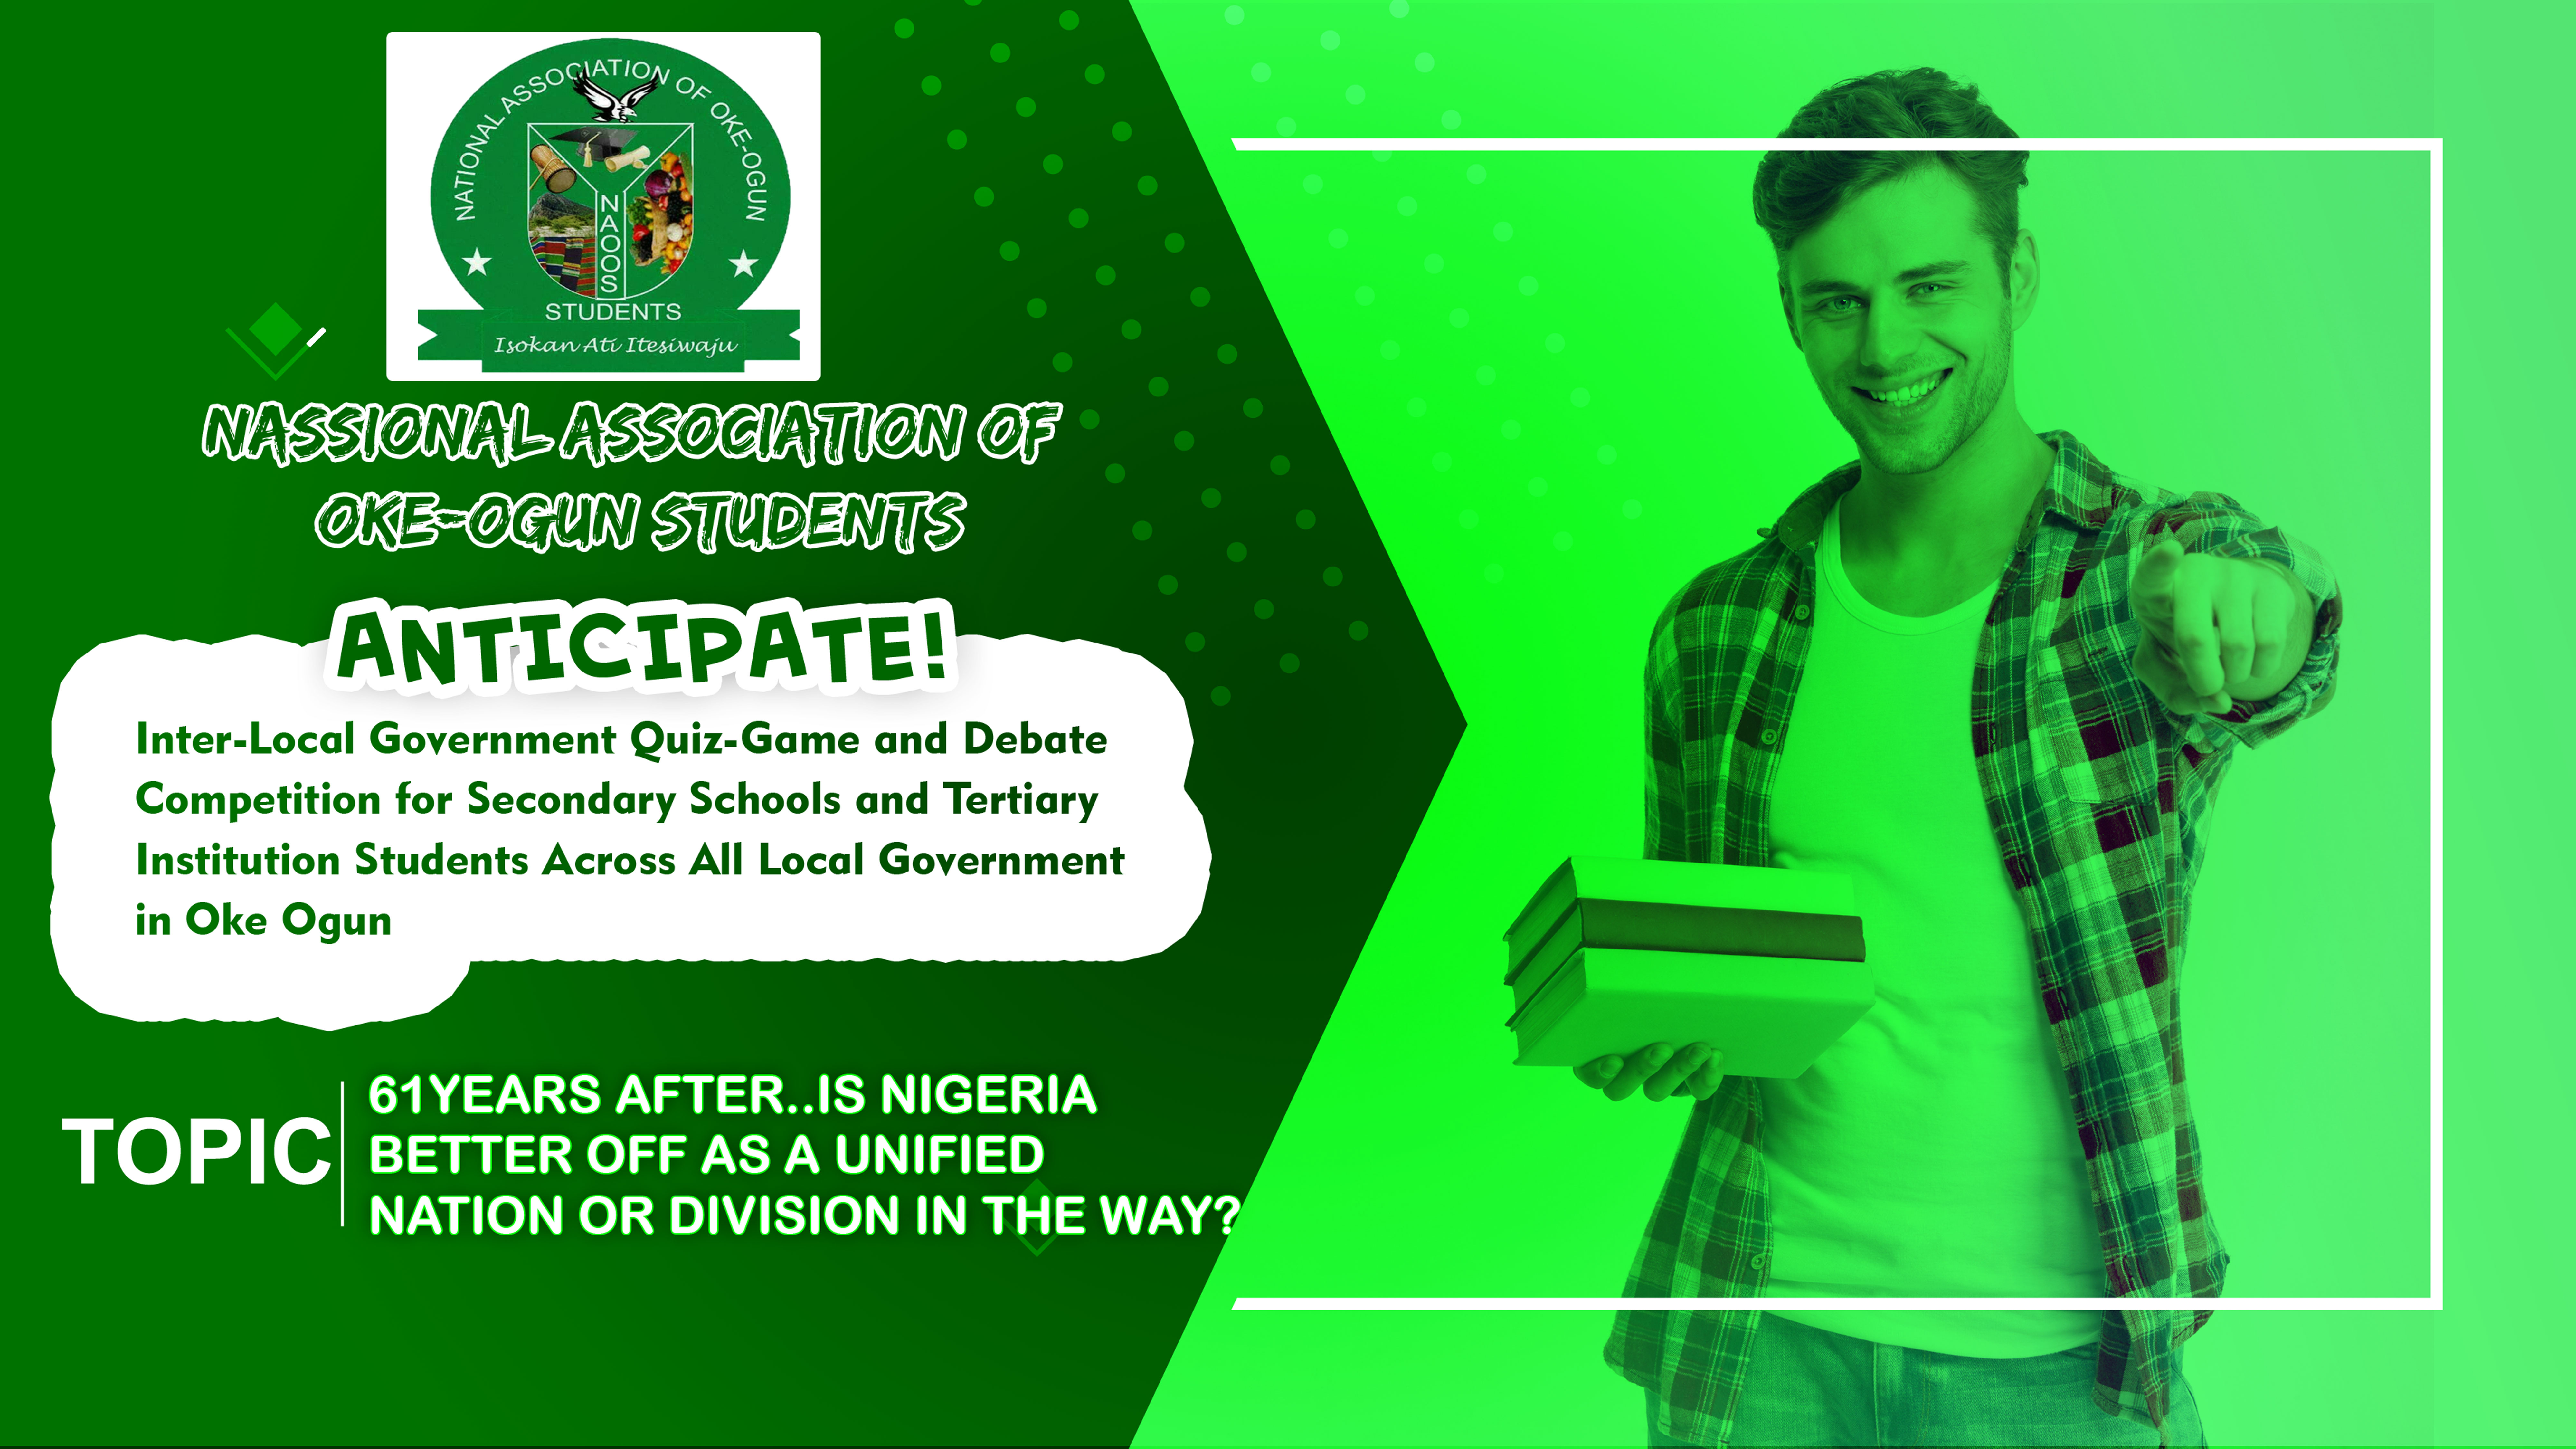 NATIONAL ASSOCIATION OF OKE-OGUN
NAOOS
STUDENTS
Isokan Ati Itesiwaju
NASSIONAL ASSOCIATION OF
OKE-OGUN STUDENTS
ANTICIPATE!
Inter-Local Government Quiz-Game and Debate
Competition for Secondary Schools and Tertiary
Institution Students Across All Local Government
in Oke Ogun
TOPIC
61YEARS AFTER..IS NIGERIA
BETTER OFF AS A UNIFIED
NATION OR DIVISION IN THE WAY?